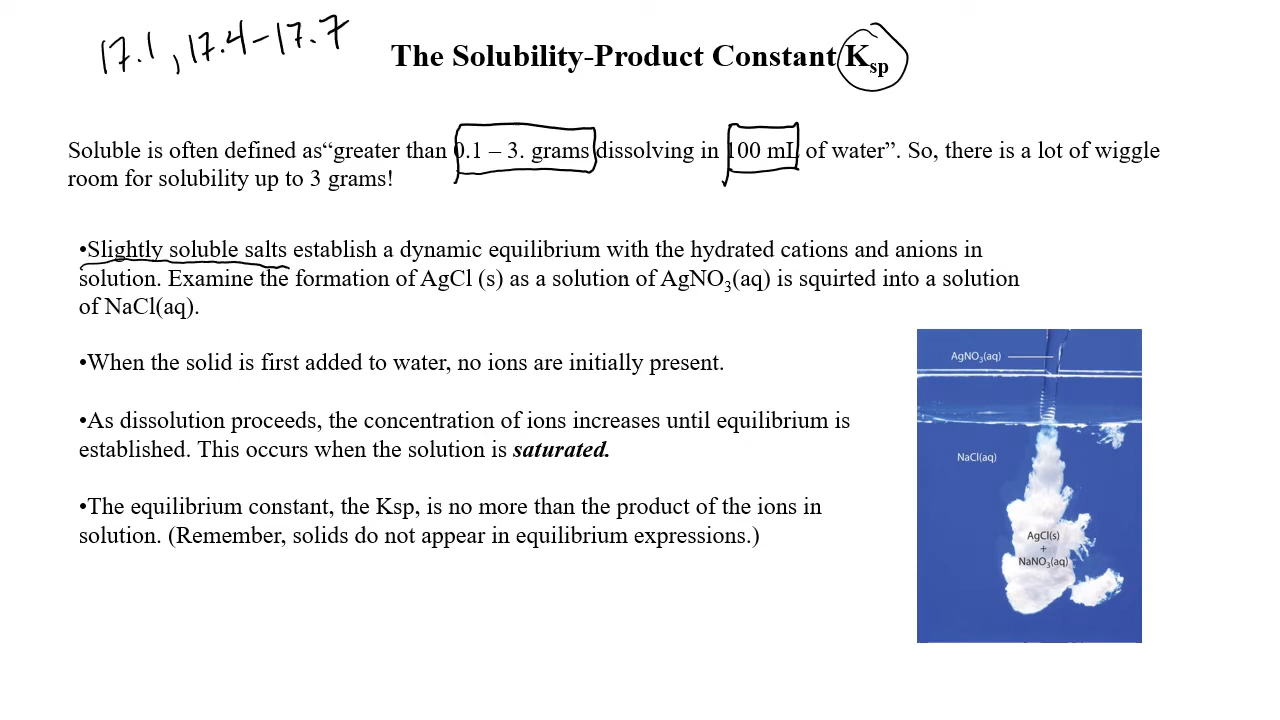 17.1, 17.4-17.7
The Solubility-Product Constant Ksp
Soluble is often defined as“greater than 0.1 – 3. grams dissolving in 100 mL of water”. So, there is a lot of wiggle
room for solubility up to 3 grams!
•Slightly soluble salts establish a dynamic equilibrium with the hydrated cations and anions in
solution. Examine the formation of AgCl (s) as a solution of AgNO3(aq) is squirted into a solution
of NaCl(aq).
•When the solid is first added to water, no ions are initially present.
•As dissolution proceeds, the concentration of ions increases until equilibrium is
established. This occurs when the solution is saturated.
•The equilibrium constant, the Ksp, is no more than the product of the ions in
solution. (Remember, solids do not appear in equilibrium expressions.)
AgNO3(aq)
NaCl(aq)
AgCl(s)
+
NaNO3(aq)